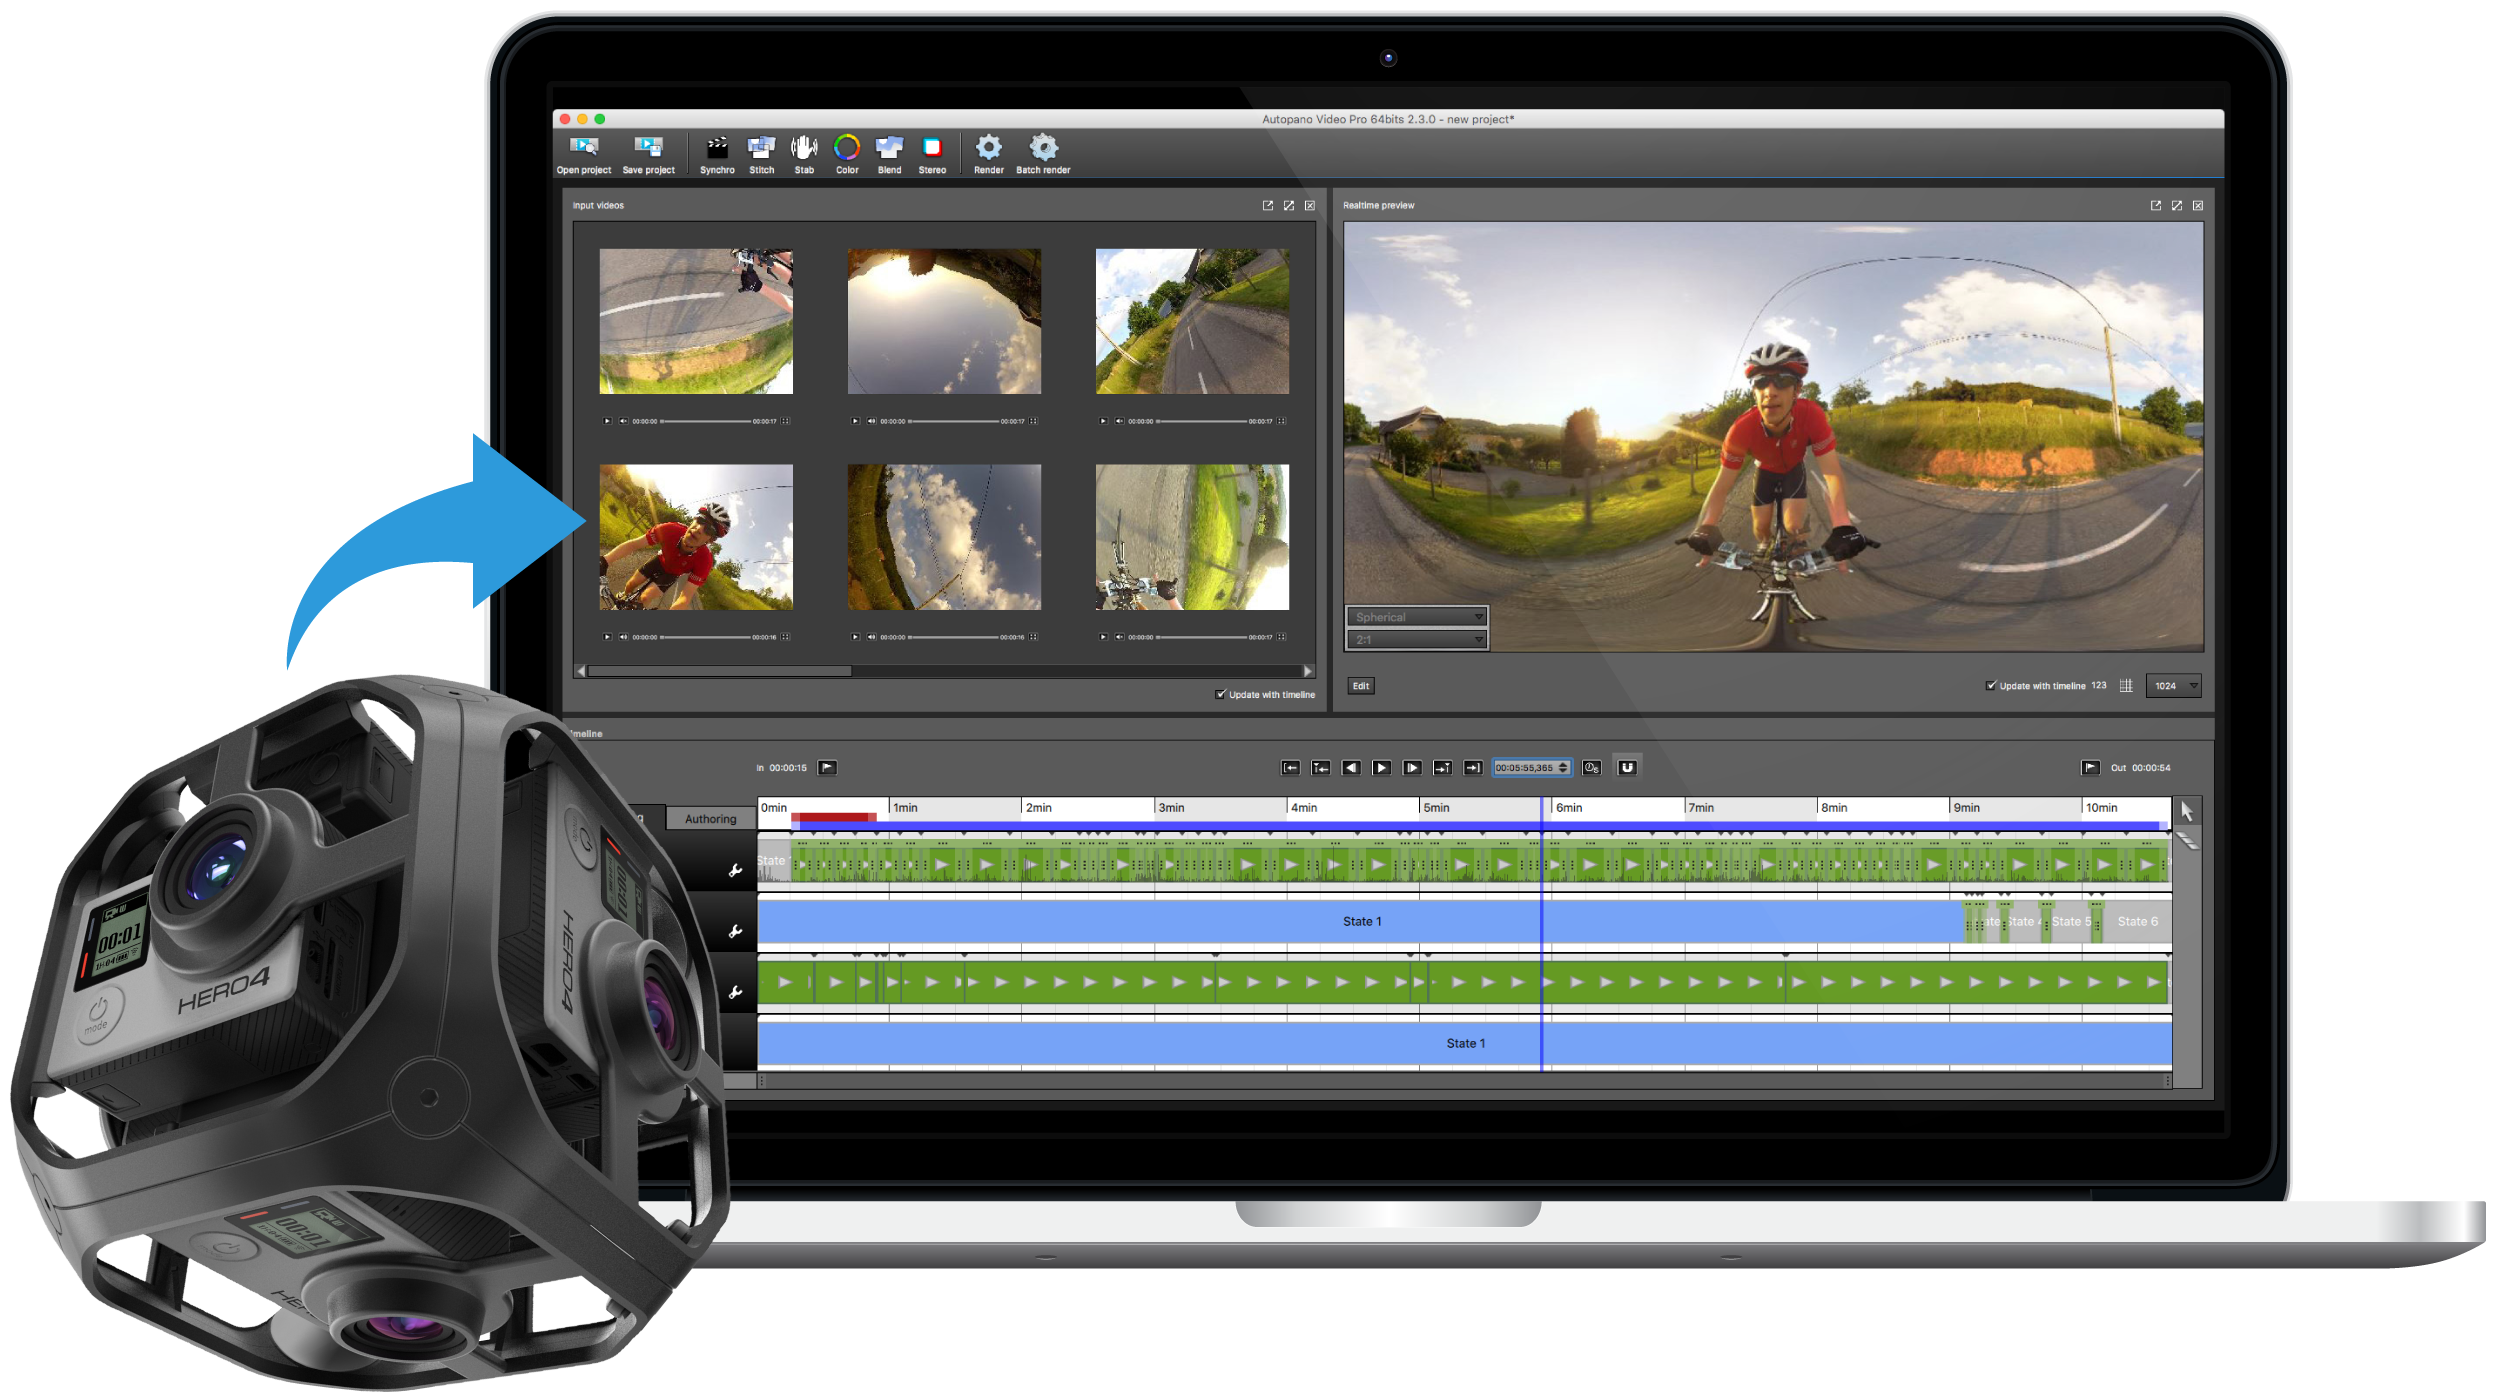 Autopano Video Pro 64bits 2.3.0 - new project*
Open project Save project Synchro Stitch Stab Color Blend Stereo Render Batch render
Input videos
Realtime preview
00:00:00 00:00:17
00:00:00 00:00:17
00:00:00 00:00:17
00:00:00 00:00:16
00:00:00 00:00:16
00:00:00 00:00:17
Update with timeline
Spherical
2:1
Edit
Update with timeline 123
1024
meline
In 00:00:15
00:05:55,365
Out 00:00:54
Authoring
0min 1min 2min 3min 4min 5min 6min 7min 8min 9min 10min
State
State 1
State 5 State 6
State 1
00:01
HERO4
mode
00:01
HERO4
00:01